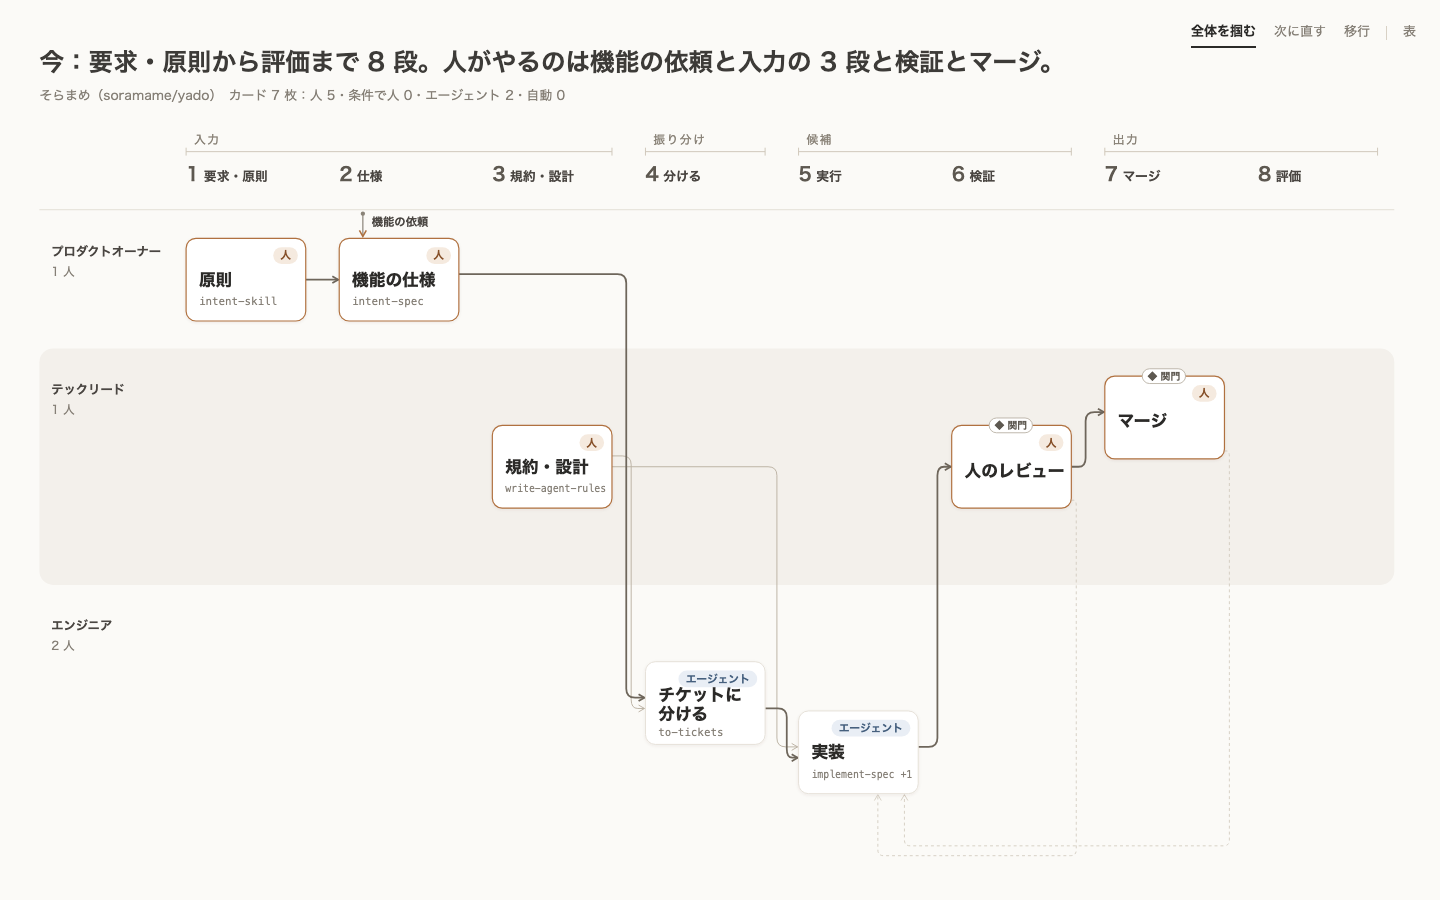 全体を掴む 次に直す 移行 表
今：要求・原則から評価まで 8 段。人がやるのは機能の依頼と入力の 3 段と検証とマージ。
そらまめ（soramame/yado） カード 7 枚：人 5・条件で人 0・エージェント 2・自動 0
入力 振り分け 候補 出力
1 要求・原則 2 仕様 3 規約・設計 4 分ける 5 実行 6 検証 7 マージ 8 評価
機能の依頼
プロダクトオーナー
1 人
人
原則
intent-skill
人
機能の仕様
intent-spec
テックリード
1 人
人
規約・設計
write-agent-rules
◆ 関門
人
人のレビュー
◆ 関門
人
マージ
エンジニア
2 人
エージェント
チケットに
分ける
to-tickets
エージェント
実装
implement-spec +1